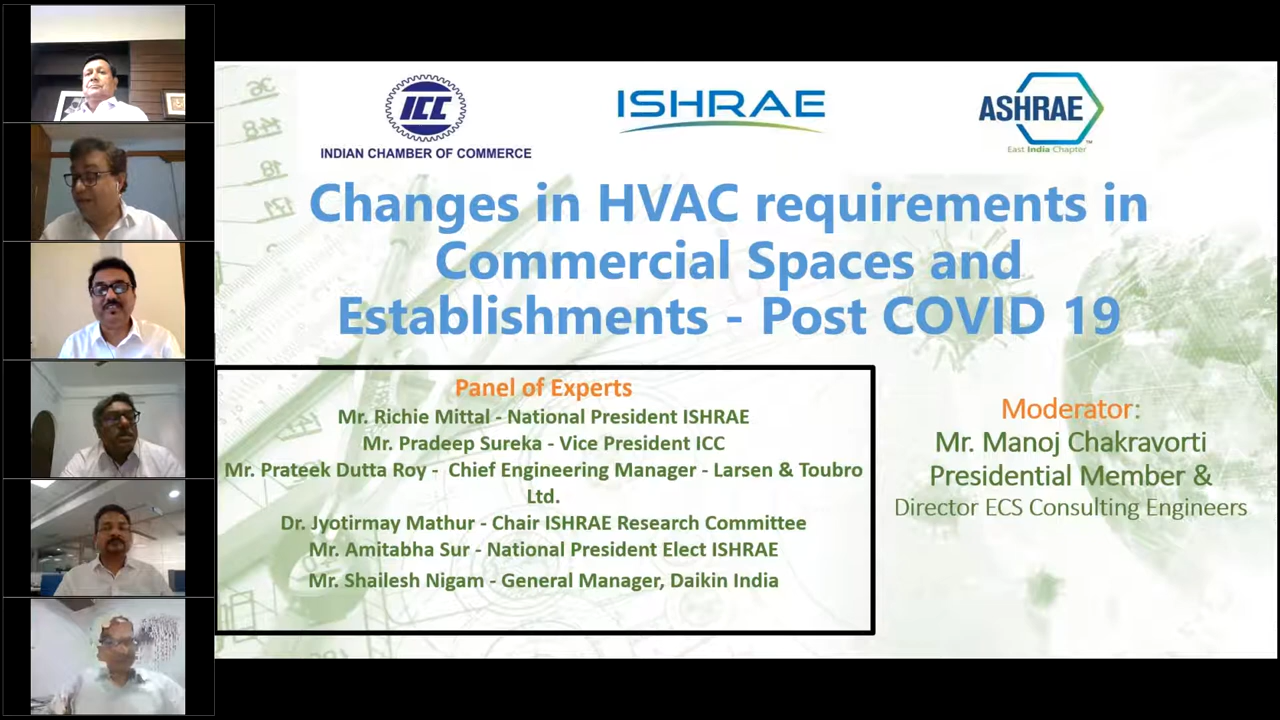 ICC
INDIAN CHAMBER OF COMMERCE
ISHRAE
ASHRAE
TM
East India Chapter
Changes in HVAC requirements in
Commercial Spaces and
Establishments - Post COVID 19
Panel of Experts
Mr. Richie Mittal - National President ISHRAE
Mr. Pradeep Sureka - Vice President ICC
Mr. Prateek Dutta Roy - Chief Engineering Manager - Larsen & Toubro
Ltd.
Dr. Jyotirmay Mathur - Chair ISHRAE Research Committee
Mr. Amitabha Sur - National President Elect ISHRAE
Mr. Shailesh Nigam - General Manager, Daikin India
Moderator:
Mr. Manoj Chakravorti
Presidential Member &
Director ECS Consulting Engineers